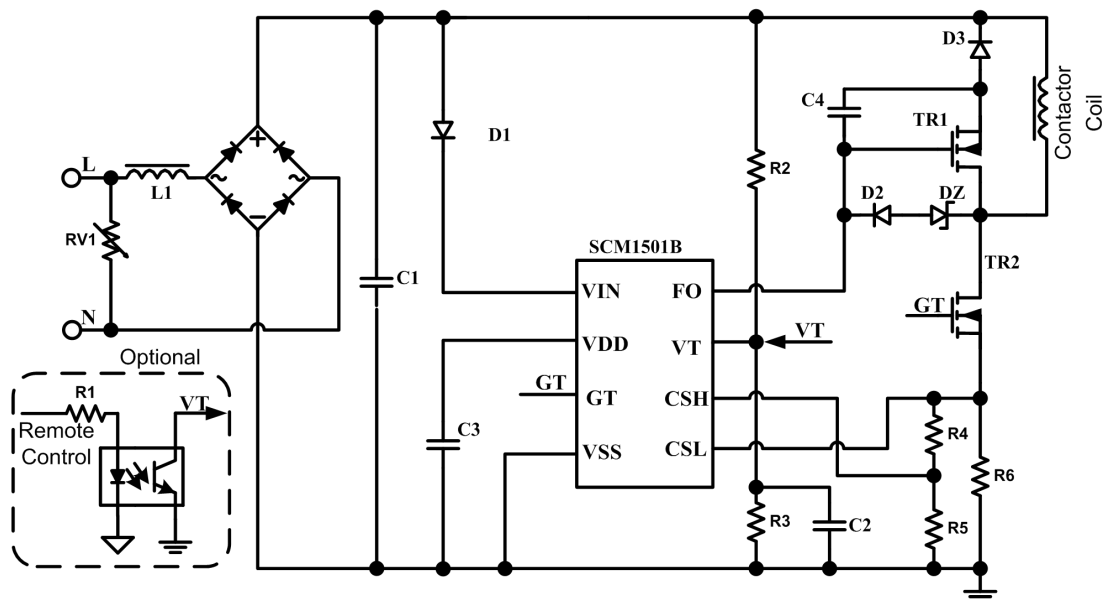 D3
C4
TR1
Contactor
Coil
D1
L
L1
R2
D2
DZ
RV1
SCM1501B
TR2
C1
VIN
FO
GT
N
VDD
VT
VT
Optional
GT
GT
CSH
R1
VT
Remote
Control
C3
VSS
CSL
R4
R6
R3
C2
R5